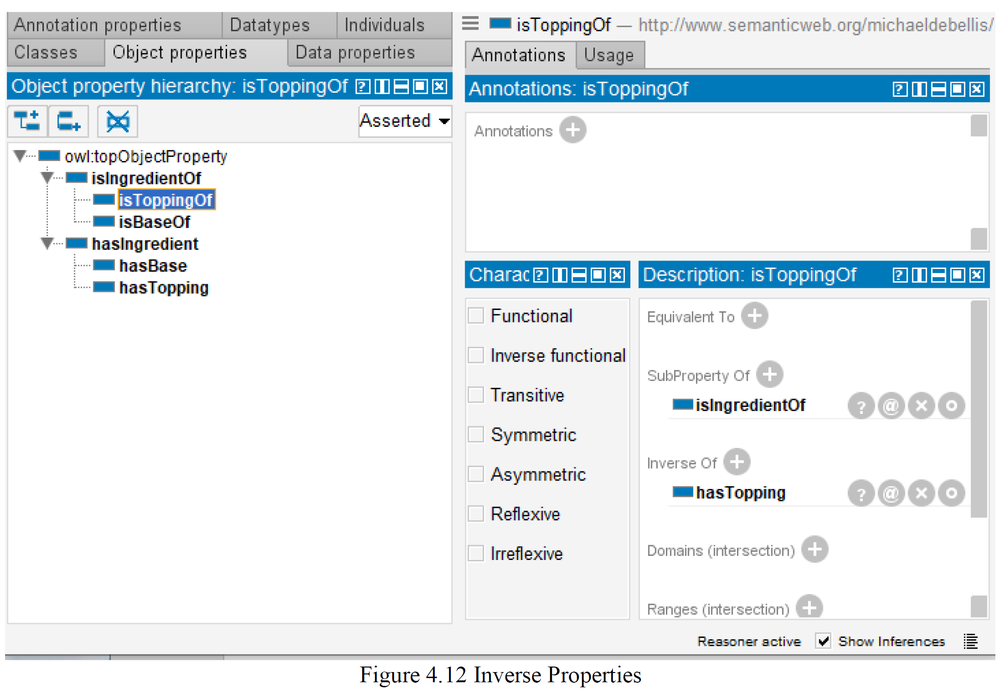 Annotation properties Datatypes Individuals
Classes Object properties Data properties
Object property hierarchy: isToppingOf
Asserted
owl:topObjectProperty
isIngredientOf
isToppingOf
isBaseOf
hasIngredient
hasBase
hasTopping
isToppingOf — http://www.semanticweb.org/michaeldebellis/
Annotations Usage
Annotations: isToppingOf
Annotations
Charac
Functional
Inverse functional
Transitive
Symmetric
Asymmetric
Reflexive
Irreflexive
Description: isToppingOf
Equivalent To
SubProperty Of
isIngredientOf
Inverse Of
hasTopping
Domains (intersection)
Ranges (intersection)
Reasoner active Show Inferences
Figure 4.12 Inverse Properties